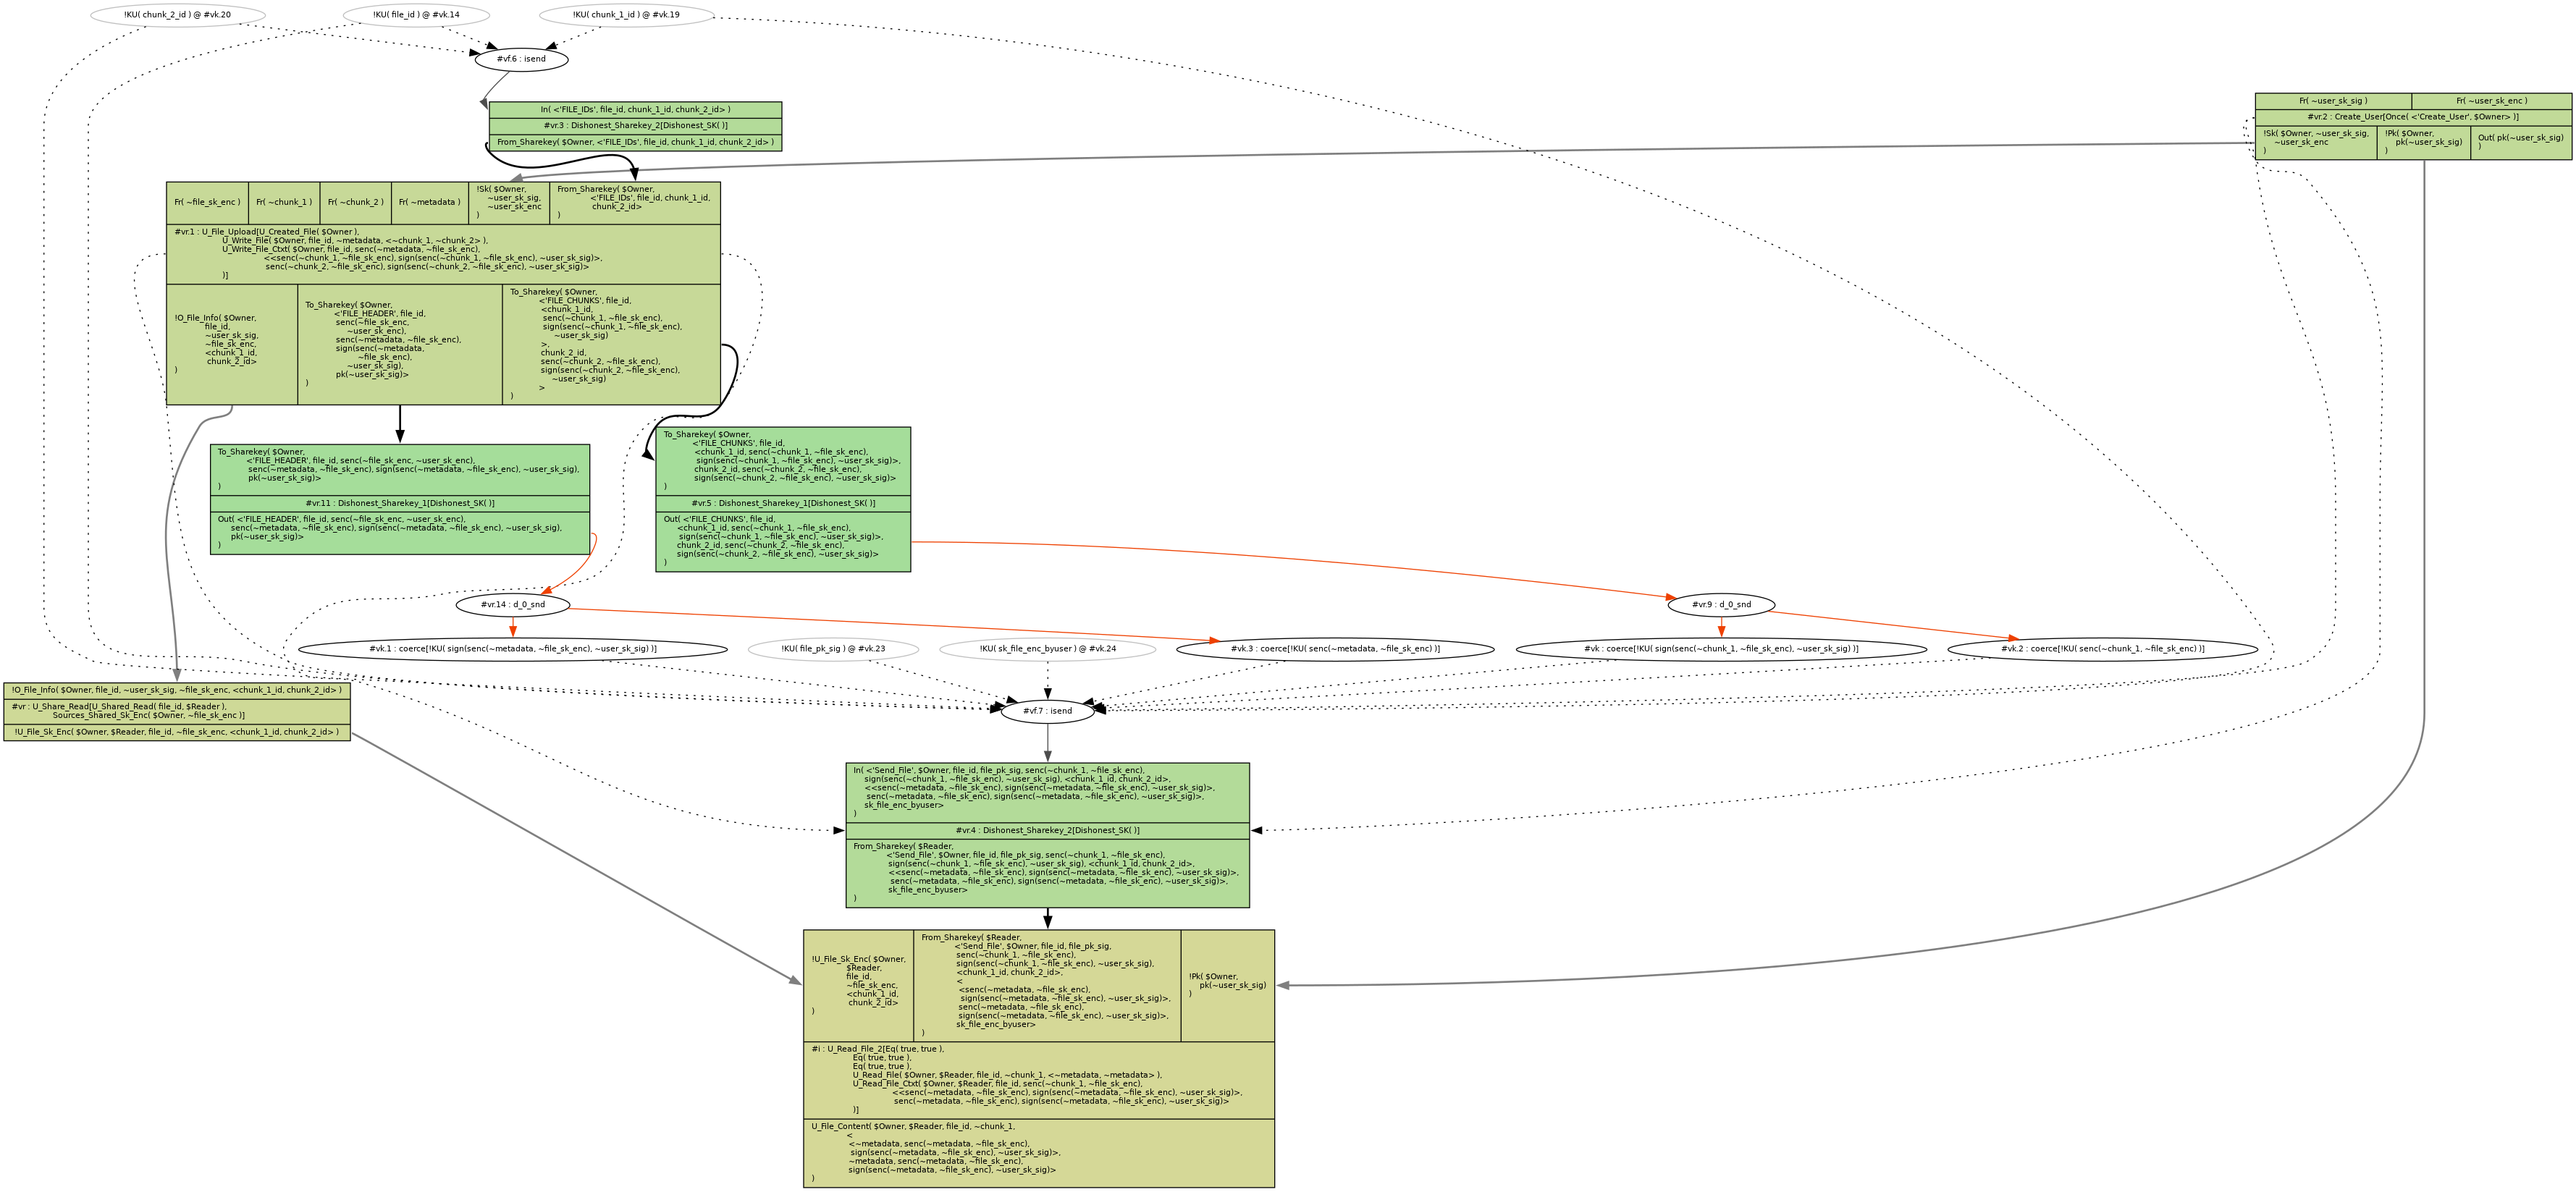 !KU( chunk_2_id ) @ #vk.20
!KU( file_id ) @ #vk.14
!KU( chunk_1_id ) @ #vk.19
#vf.6 : isend
In( <'FILE_IDs', file_id, chunk_1_id, chunk_2_id> )
#vr.3 : Dishonest_Sharekey_2[Dishonest_SK( )]
From_Sharekey( $Owner, <'FILE_IDs', file_id, chunk_1_id, chunk_2_id> )
Fr( ~user_sk_sig )
Fr( ~user_sk_enc )
#vr.2 : Create_User[Once( <'Create_User', $Owner> )]
!Sk( $Owner, ~user_sk_sig,
~user_sk_enc
)
!Pk( $Owner,
pk(~user_sk_sig)
)
Out( pk(~user_sk_sig)
)
Fr( ~file_sk_enc )
Fr( ~chunk_1 )
Fr( ~chunk_2 )
Fr( ~metadata )
!Sk( $Owner,
~user_sk_sig,
~user_sk_enc
)
From_Sharekey( $Owner,
<'FILE_IDs', file_id, chunk_1_id,
chunk_2_id>
)
#vr.1 : U_File_Upload[U_Created_File( $Owner ),
U_Write_File( $Owner, file_id, ~metadata, <~chunk_1, ~chunk_2> ),
U_Write_File_Ctxt( $Owner, file_id, senc(~metadata, ~file_sk_enc),
<<senc(~chunk_1, ~file_sk_enc), sign(senc(~chunk_1, ~file_sk_enc), ~user_sk_sig)>,
senc(~chunk_2, ~file_sk_enc), sign(senc(~chunk_2, ~file_sk_enc), ~user_sk_sig)>
)]
!O_File_Info( $Owner,
file_id,
~user_sk_sig,
~file_sk_enc,
<chunk_1_id,
chunk_2_id>
)
To_Sharekey( $Owner,
<'FILE_HEADER', file_id,
senc(~file_sk_enc,
~user_sk_enc),
senc(~metadata, ~file_sk_enc),
sign(senc(~metadata,
~file_sk_enc),
~user_sk_sig),
pk(~user_sk_sig)>
)
To_Sharekey( $Owner,
<'FILE_CHUNKS', file_id,
<chunk_1_id,
senc(~chunk_1, ~file_sk_enc),
sign(senc(~chunk_1, ~file_sk_enc),
~user_sk_sig)
>,
chunk_2_id,
senc(~chunk_2, ~file_sk_enc),
sign(senc(~chunk_2, ~file_sk_enc),
~user_sk_sig)
>
)
To_Sharekey( $Owner,
<'FILE_HEADER', file_id, senc(~file_sk_enc, ~user_sk_enc),
senc(~metadata, ~file_sk_enc), sign(senc(~metadata, ~file_sk_enc), ~user_sk_sig),
pk(~user_sk_sig)>
)
#vr.11 : Dishonest_Sharekey_1[Dishonest_SK( )]
Out( <'FILE_HEADER', file_id, senc(~file_sk_enc, ~user_sk_enc),
senc(~metadata, ~file_sk_enc), sign(senc(~metadata, ~file_sk_enc), ~user_sk_sig),
pk(~user_sk_sig)>
)
To_Sharekey( $Owner,
<'FILE_CHUNKS', file_id,
<chunk_1_id, senc(~chunk_1, ~file_sk_enc),
sign(senc(~chunk_1, ~file_sk_enc), ~user_sk_sig)>,
chunk_2_id, senc(~chunk_2, ~file_sk_enc),
sign(senc(~chunk_2, ~file_sk_enc), ~user_sk_sig)>
)
#vr.5 : Dishonest_Sharekey_1[Dishonest_SK( )]
Out( <'FILE_CHUNKS', file_id,
<chunk_1_id, senc(~chunk_1, ~file_sk_enc),
sign(senc(~chunk_1, ~file_sk_enc), ~user_sk_sig)>,
chunk_2_id, senc(~chunk_2, ~file_sk_enc),
sign(senc(~chunk_2, ~file_sk_enc), ~user_sk_sig)>
)
#vr.14 : d_0_snd
#vr.9 : d_0_snd
#vk.1 : coerce[!KU( sign(senc(~metadata, ~file_sk_enc), ~user_sk_sig) )]
!KU( file_pk_sig ) @ #vk.23
!KU( sk_file_enc_byuser ) @ #vk.24
#vk.3 : coerce[!KU( senc(~metadata, ~file_sk_enc) )]
#vk : coerce[!KU( sign(senc(~chunk_1, ~file_sk_enc), ~user_sk_sig) )]
#vk.2 : coerce[!KU( senc(~chunk_1, ~file_sk_enc) )]
!O_File_Info( $Owner, file_id, ~user_sk_sig, ~file_sk_enc, <chunk_1_id, chunk_2_id> )
#vr : U_Share_Read[U_Shared_Read( file_id, $Reader ),
Sources_Shared_Sk_Enc( $Owner, ~file_sk_enc )]
!U_File_Sk_Enc( $Owner, $Reader, file_id, ~file_sk_enc, <chunk_1_id, chunk_2_id> )
#vf.7 : isend
In( <'Send_File', $Owner, file_id, file_pk_sig, senc(~chunk_1, ~file_sk_enc),
sign(senc(~chunk_1, ~file_sk_enc), ~user_sk_sig), <chunk_1_id, chunk_2_id>,
<<senc(~metadata, ~file_sk_enc), sign(senc(~metadata, ~file_sk_enc), ~user_sk_sig)>,
senc(~metadata, ~file_sk_enc), sign(senc(~metadata, ~file_sk_enc), ~user_sk_sig)>,
sk_file_enc_byuser>
)
#vr.4 : Dishonest_Sharekey_2[Dishonest_SK( )]
From_Sharekey( $Reader,
<'Send_File', $Owner, file_id, file_pk_sig, senc(~chunk_1, ~file_sk_enc),
sign(senc(~chunk_1, ~file_sk_enc), ~user_sk_sig), <chunk_1_id, chunk_2_id>,
<<senc(~metadata, ~file_sk_enc), sign(senc(~metadata, ~file_sk_enc), ~user_sk_sig)>,
senc(~metadata, ~file_sk_enc), sign(senc(~metadata, ~file_sk_enc), ~user_sk_sig)>,
sk_file_enc_byuser>
)
!U_File_Sk_Enc( $Owner,
$Reader,
file_id,
~file_sk_enc,
<chunk_1_id,
chunk_2_id>
)
From_Sharekey( $Reader,
<'Send_File', $Owner, file_id, file_pk_sig,
senc(~chunk_1, ~file_sk_enc),
sign(senc(~chunk_1, ~file_sk_enc), ~user_sk_sig),
<chunk_1_id, chunk_2_id>,
<
<senc(~metadata, ~file_sk_enc),
sign(senc(~metadata, ~file_sk_enc), ~user_sk_sig)>,
senc(~metadata, ~file_sk_enc),
sign(senc(~metadata, ~file_sk_enc), ~user_sk_sig)>,
sk_file_enc_byuser>
)
!Pk( $Owner,
pk(~user_sk_sig)
)
#i : U_Read_File_2[Eq( true, true ),
Eq( true, true ),
Eq( true, true ),
U_Read_File( $Owner, $Reader, file_id, ~chunk_1, <~metadata, ~metadata> ),
U_Read_File_Ctxt( $Owner, $Reader, file_id, senc(~chunk_1, ~file_sk_enc),
<<senc(~metadata, ~file_sk_enc), sign(senc(~metadata, ~file_sk_enc), ~user_sk_sig)>,
senc(~metadata, ~file_sk_enc), sign(senc(~metadata, ~file_sk_enc), ~user_sk_sig)>
)]
U_File_Content( $Owner, $Reader, file_id, ~chunk_1,
<
<~metadata, senc(~metadata, ~file_sk_enc),
sign(senc(~metadata, ~file_sk_enc), ~user_sk_sig)>,
~metadata, senc(~metadata, ~file_sk_enc),
sign(senc(~metadata, ~file_sk_enc), ~user_sk_sig)>
)